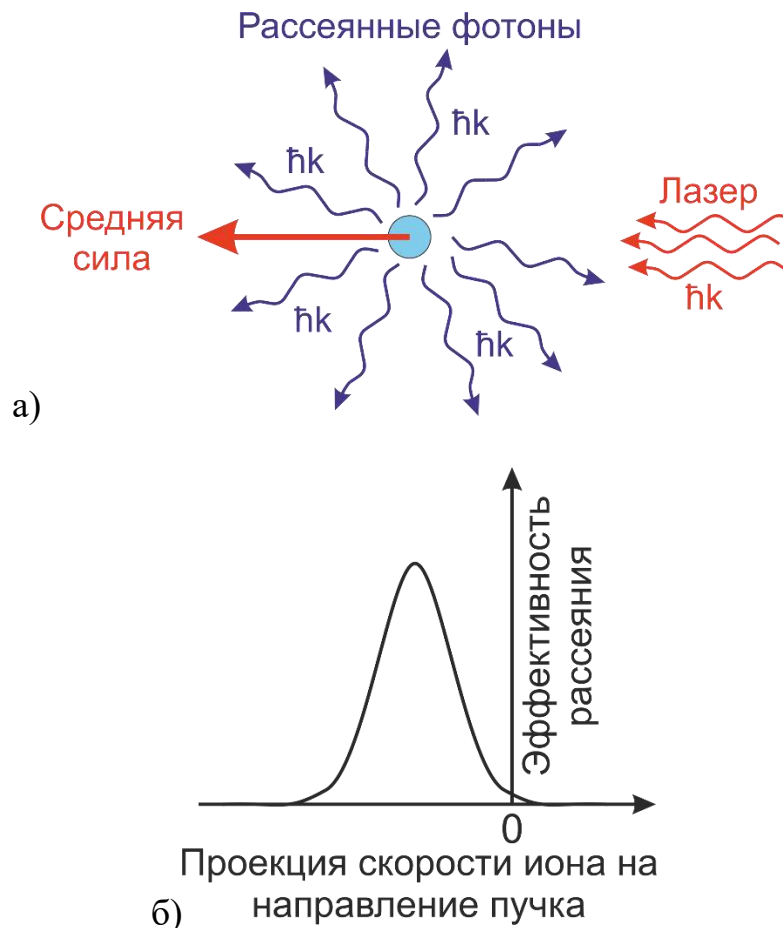 Рассеянные фотоны
ħk
ħk
Лазер
Средняя
сила
ħk
ħk
ħk
а)
Эффективность
рассеяния
0
Проекция скорости иона на
направление пучка
б)